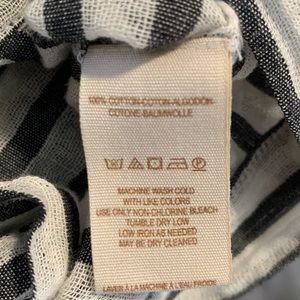 100% COTTON-COTON-ALGODÓN-
COTONE-BAUMWOLLE
MACHINE WASH COLD
WITH LIKE COLORS
USE ONLY NON-CHLORINE BLEACH
TUMBLE DRY LOW
LOW IRON AS NEEDED
MAY BE DRY CLEANED
LAVER À LA MACHINE À L'EAU FROIDE